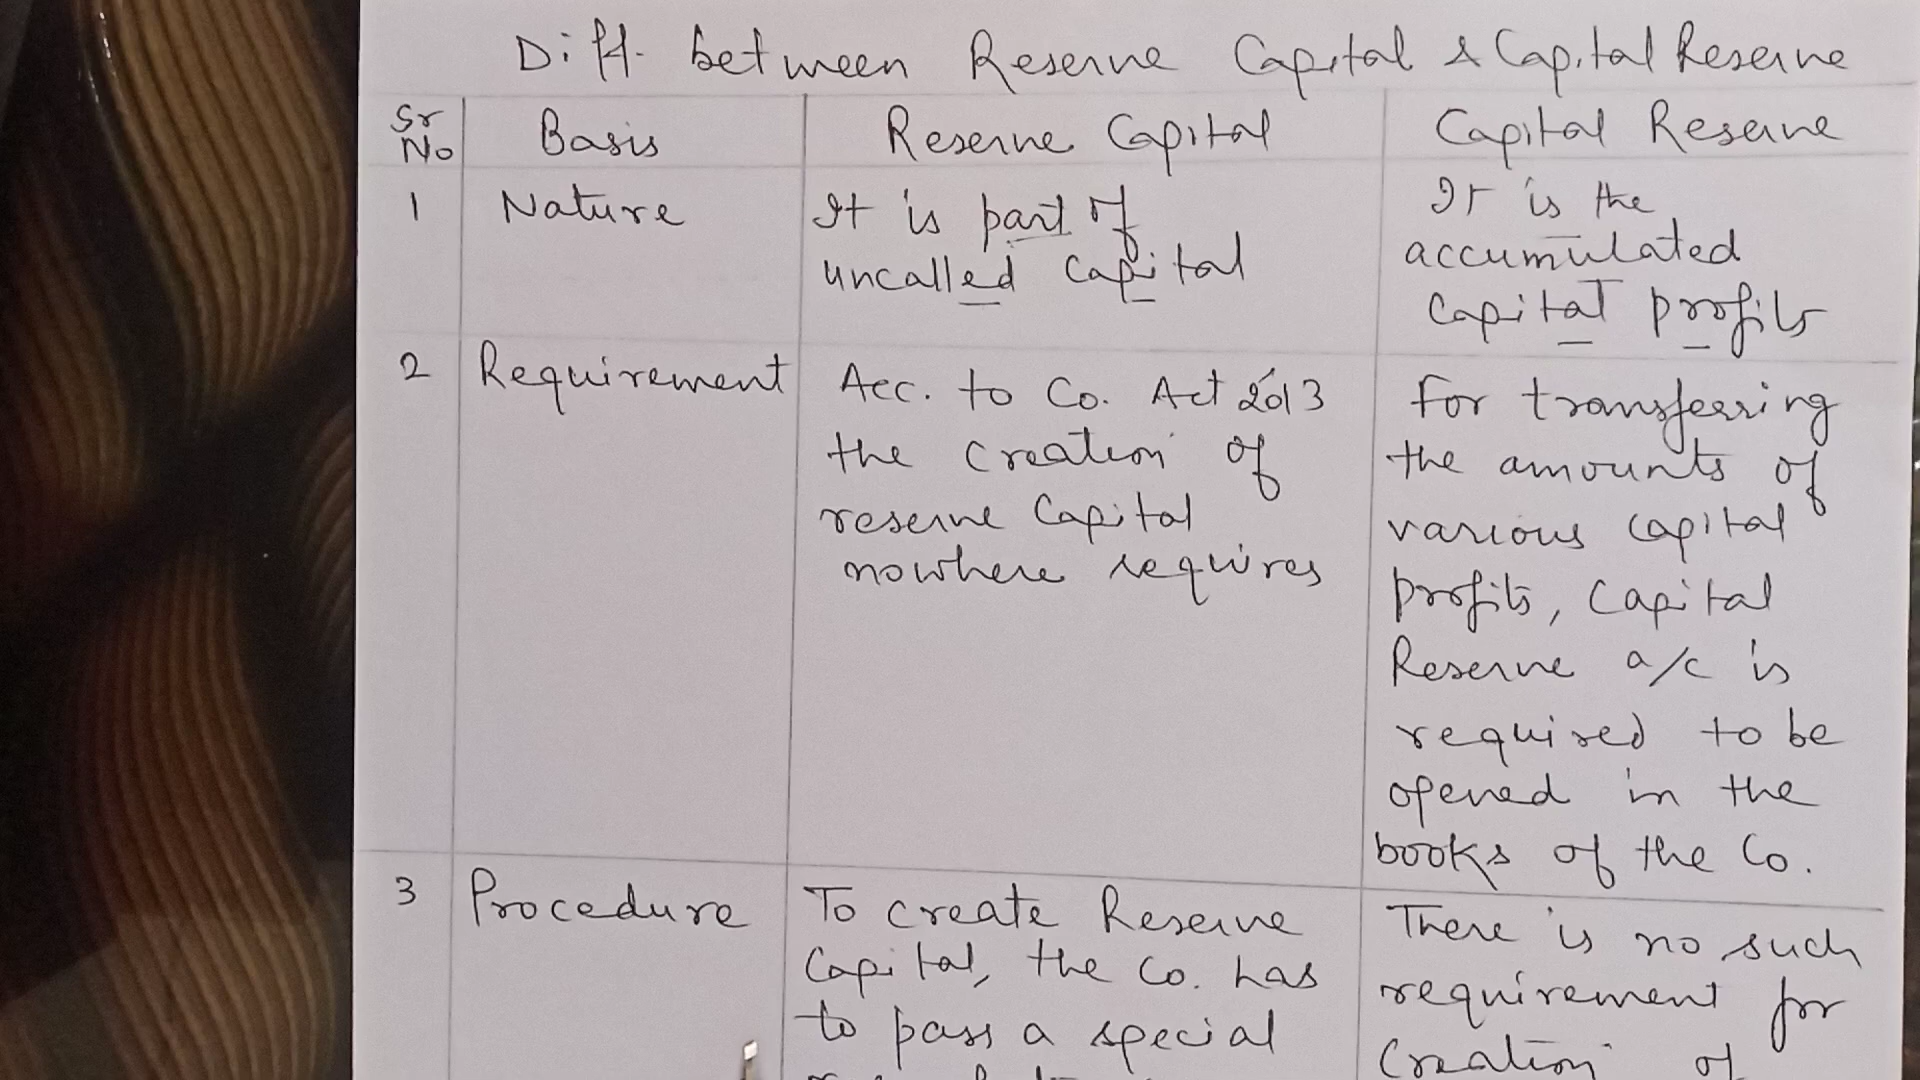 Diff. between Reserve Capital & Capital Reserve
Sr No Basis Reserve Capital Capital Reserve
1 Nature
It is part of
uncalled Capital
It is the
accumulated
Capital profits
2 Requirement
Acc. to Co. Act 2013
the creation of
reserve Capital
nowhere requires
For transferring
the amounts of
various capital
profits, Capital
Reserve a/c is
required to be
opened in the
books of the Co.
3 Procedure
To create Reserve
Capital, the co. has
to pass a special
There is no such
requirement for
Creation of